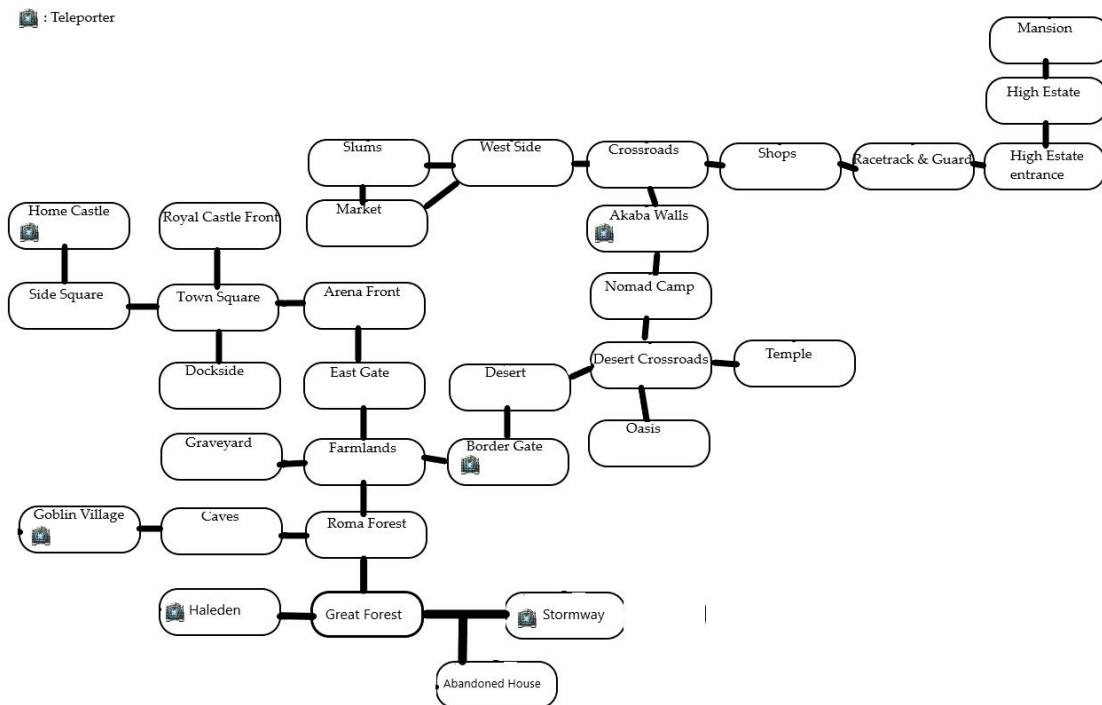 : Teleporter
Mansion
High Estate
Slums
West Side
Crossroads
Shops
Racetrack & Guard
High Estate
entrance
Home Castle
Royal Castle Front
Market
Akaba Walls
Side Square
Town Square
Arena Front
Nomad Camp
Dockside
East Gate
Desert
Desert Crossroads
Temple
Graveyard
Farmlands
Border Gate
Oasis
Goblin Village
Caves
Roma Forest
Haleden
Great Forest
Stormway
Abandoned House